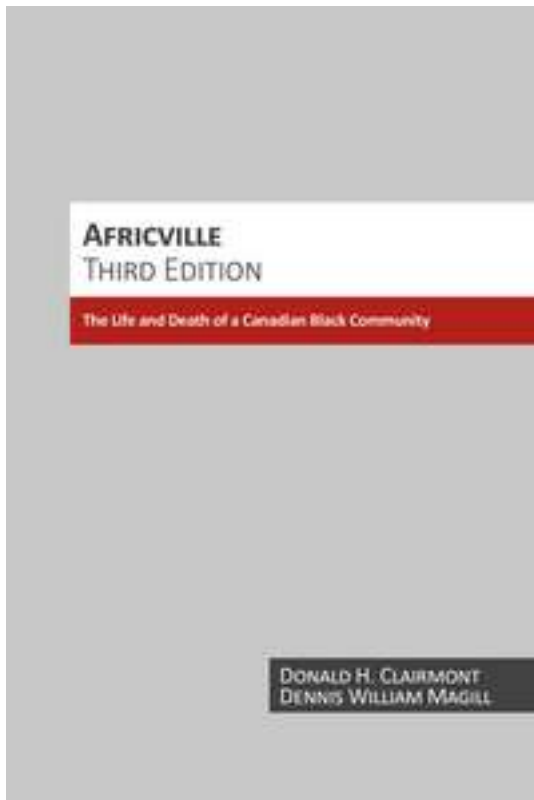 AFRICVILLE
THIRD EDITION
The Life and Death of a Canadian Black Community
DONALD H. CLAIRMONT
DENNIS WILLIAM MAGILL